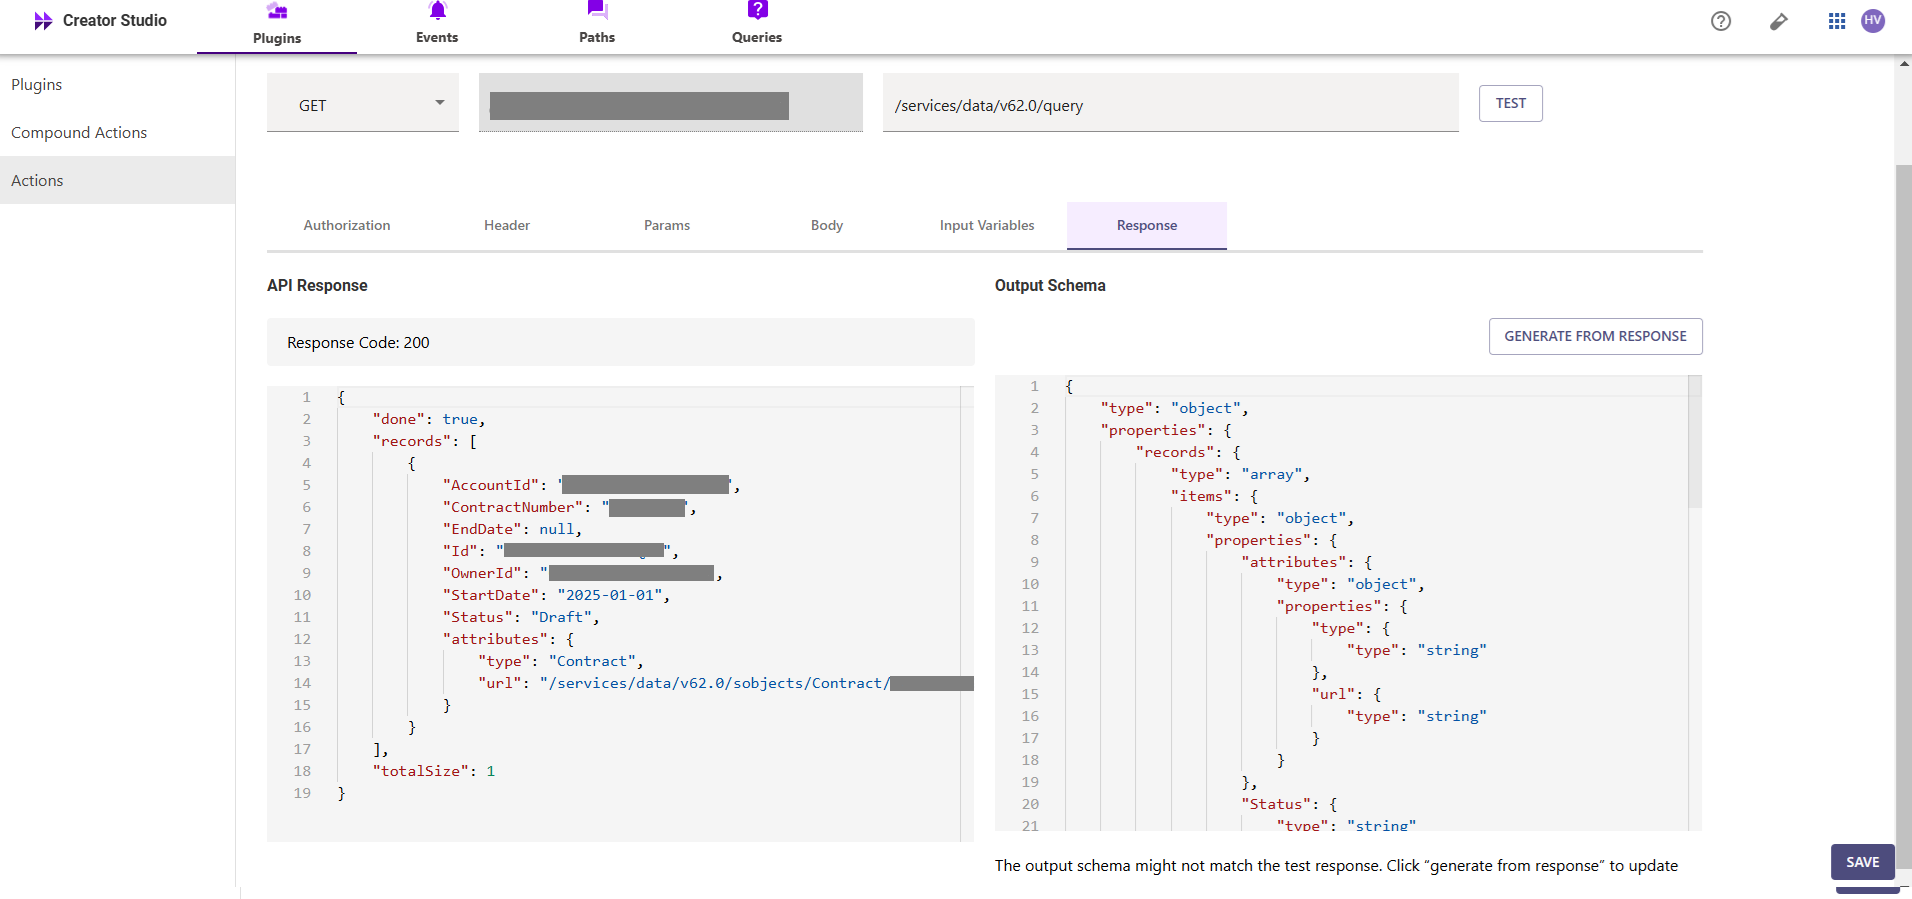 Creator Studio
Plugins
Events
Paths
Queries
HV
Plugins
Compound Actions
Actions
GET
/services/data/v62.0/query
TEST
Authorization
Header
Params
Body
Input Variables
Response
API Response
Response Code: 200
1 {
2 "done": true,
3 "records": [
4 {
5 "AccountId": "",
6 "ContractNumber": "",
7 "EndDate": null,
8 "Id": "",
9 "OwnerId": ",
10 "StartDate": "2025-01-01",
11 "Status": "Draft",
12 "attributes": {
13 "type": "Contract",
14 "url": "/services/data/v62.0/sobjects/Contract/
15 }
16 }
17 ],
18 "totalSize": 1
19 }
Output Schema
GENERATE FROM RESPONSE
1 {
2 "type": "object",
3 "properties": {
4 "records": {
5 "type": "array",
6 "items": {
7 "type": "object",
8 "properties": {
9 "attributes": {
10 "type": "object",
11 "properties": {
12 "type": {
13 "type": "string"
14 },
15 "url": {
16 "type": "string"
17 }
18 }
19 },
20 "Status": {
21 "type": "string"
The output schema might not match the test response. Click “generate from response” to update
SAVE